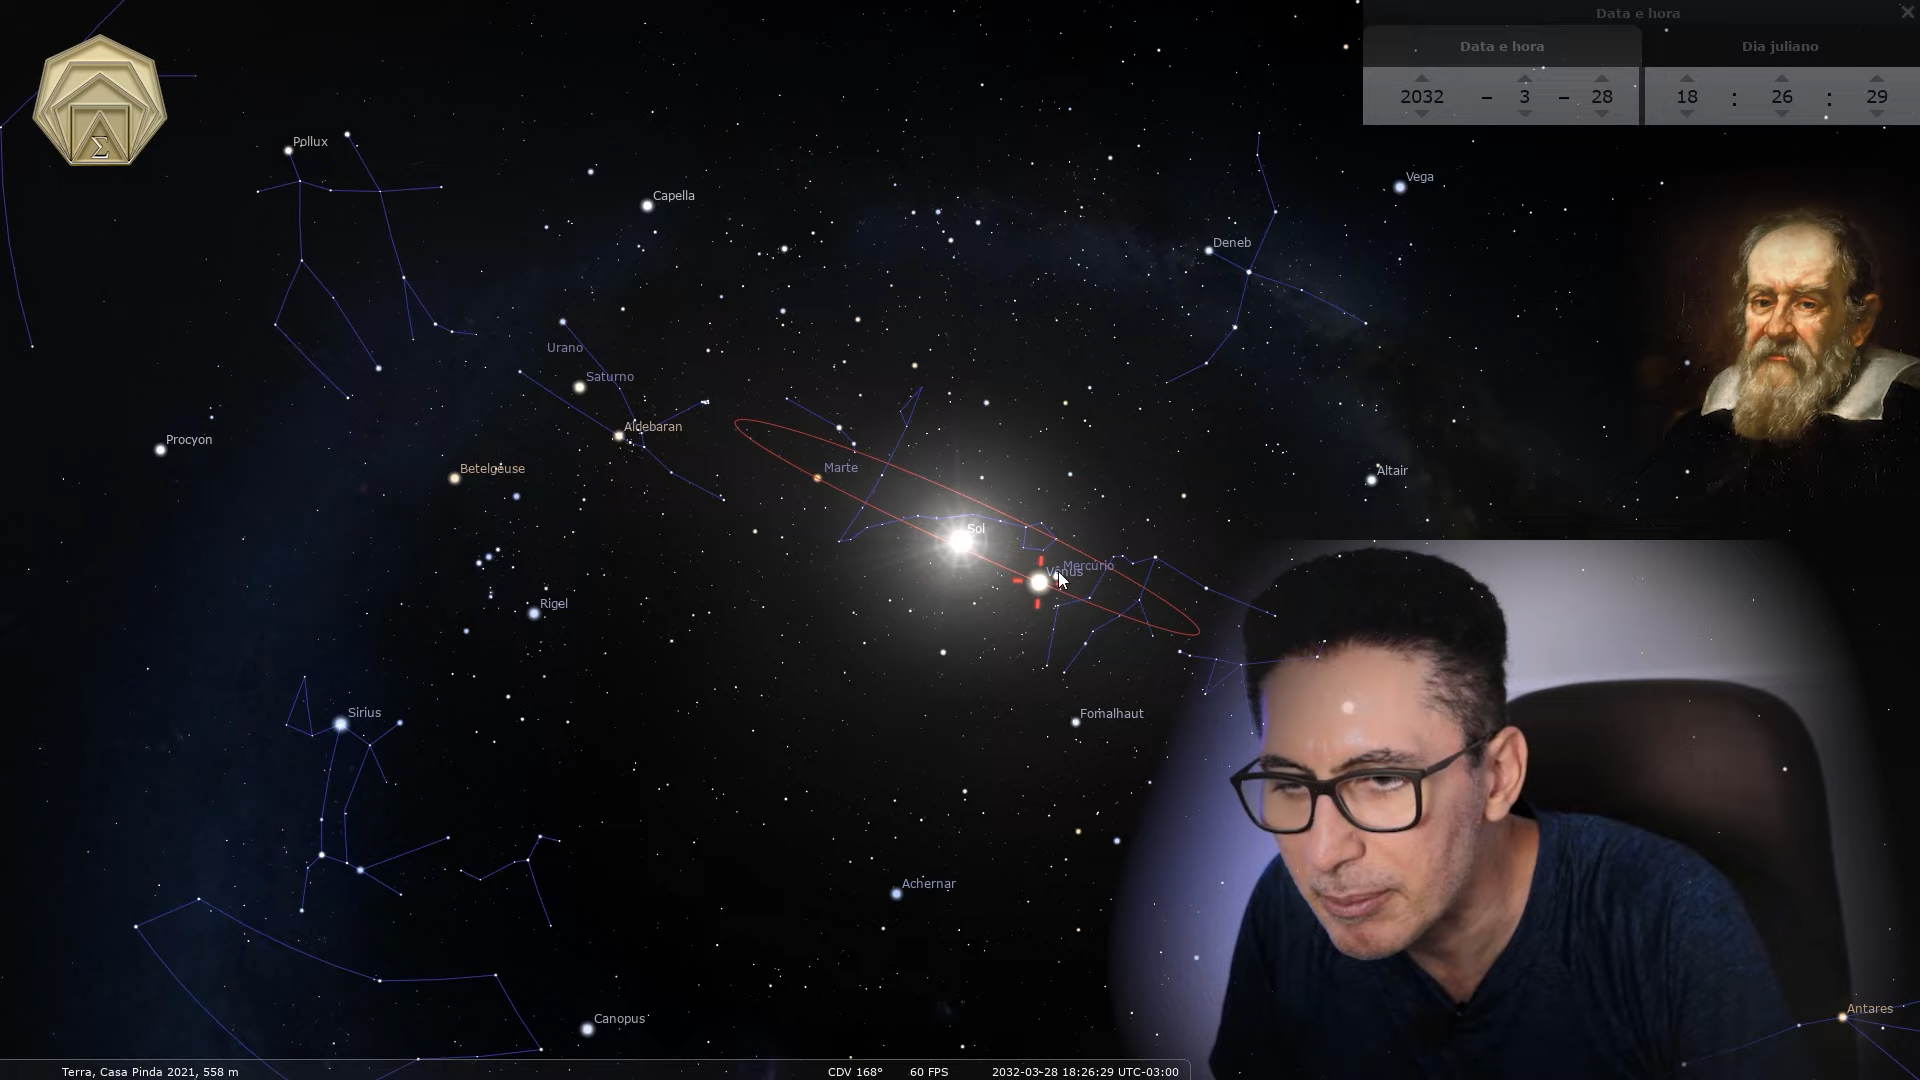 Data e hora
Data e hora
Dia juliano
2032 – 3 – 28
18 : 26 : 29
Σ
Pollux
Capella
Vega
Deneb
Urano
Saturno
Procyon
Aldebaran
Betelgeuse
Marte
Altair
Sol
Mercúrio
Vênus
Rigel
Sirius
Fomalhaut
Achernar
Canopus
Antares
Terra, Casa Pinda 2021, 558 m
CDV 168°
60 FPS
2032-03-28 18:26:29 UTC-03:00